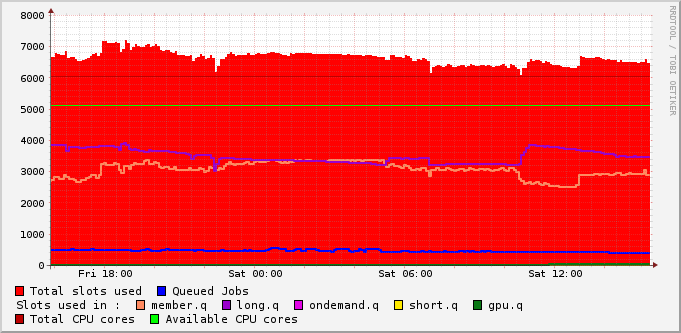 8000
7000
6000
5000
4000
3000
2000
1000
0
Fri 18:00 Sat 00:00 Sat 06:00 Sat 12:00
RRDTOOL / TOBI OETIKER
Total slots used Queued Jobs
Slots used in : member.q long.q ondemand.q short.q gpu.q
Total CPU cores Available CPU cores